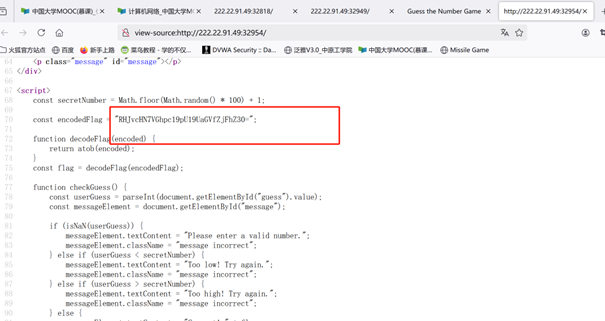 中国大学MOOC(慕课)_ 计算机网络_中国大学MOO 222.22.91.49:32818/ 222.22.91.49:32949/ Guess the Number Game http://222.22.91.49:32954/
view-source:http://222.22.91.49:32954/
火狐官方站点 百度 新手上路 菜鸟教程 - 学的不仅... DVWA Security :: Da... 泛雅V3.0_中原工学院 中国大学MOOC(慕课)... Missile Game
64 <p class="message" id="message"></p>
65 </div>
66
67 <script>
68 const secretNumber = Math.floor(Math.random() * 100) + 1;
69
70 const encodedFlag = "RHJvcHN7VGhpc19pU19UaGVfZjFhZ30=";
71
72 function decodeFlag(encoded) {
73 return atob(encoded);
74 }
75 const flag = decodeFlag(encodedFlag);
76
77 function checkGuess() {
78 const userGuess = parseInt(document.getElementById("guess").value);
79 const messageElement = document.getElementById("message");
80
81 if (isNaN(userGuess)) {
82 messageElement.textContent = "Please enter a valid number.";
83 messageElement.className = "message incorrect";
84 } else if (userGuess < secretNumber) {
85 messageElement.textContent = "Too low! Try again.";
86 messageElement.className = "message incorrect";
87 } else if (userGuess > secretNumber) {
88 messageElement.textContent = "Too high! Try again.";
89 messageElement.className = "message incorrect";
90 } else {